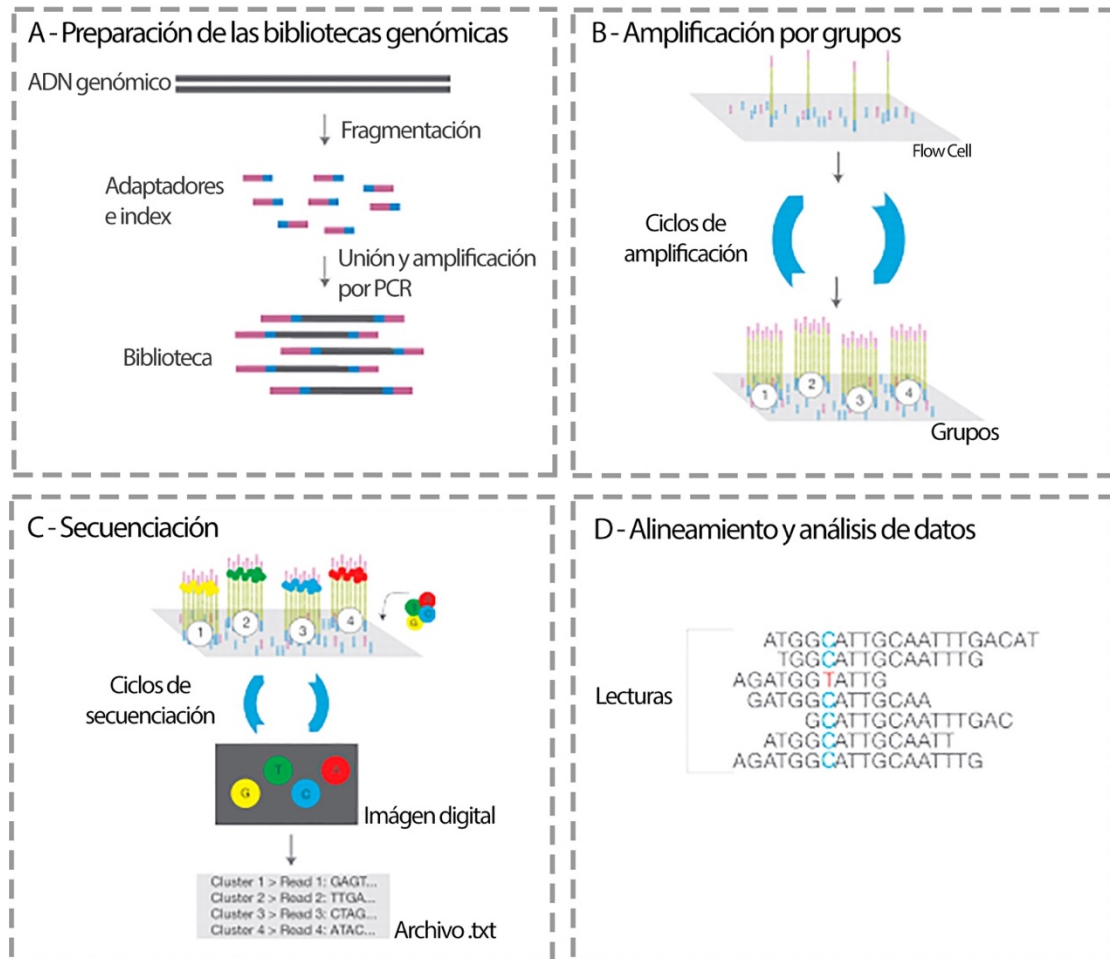 A - Preparación de las bibliotecas genómicas
ADN genómico
Fragmentación
Adaptadores
e index
Unión y amplificación
por PCR
Biblioteca
B - Amplificación por grupos
Flow Cell
Ciclos de
amplificación
1
2
3
4
Grupos
C - Secuenciación
1
2
3
4
G
Ciclos de
secuenciación
G
T
C
A
Imágen digital
Cluster 1 > Read 1: GAGT...
Cluster 2 > Read 2: TTGA...
Cluster 3 > Read 3: CTAG...
Cluster 4 > Read 4: ATAC...
Archivo .txt
D - Alineamiento y análisis de datos
Lecturas
ATGGCATTGCAATTTGACAT
TGGCATTGCAATTTG
AGATGGTATTG
GATGGCATTGCAA
GCATTGCAATTTGAC
ATGGCATTGCAATT
AGATGGCATTGCAATTTG